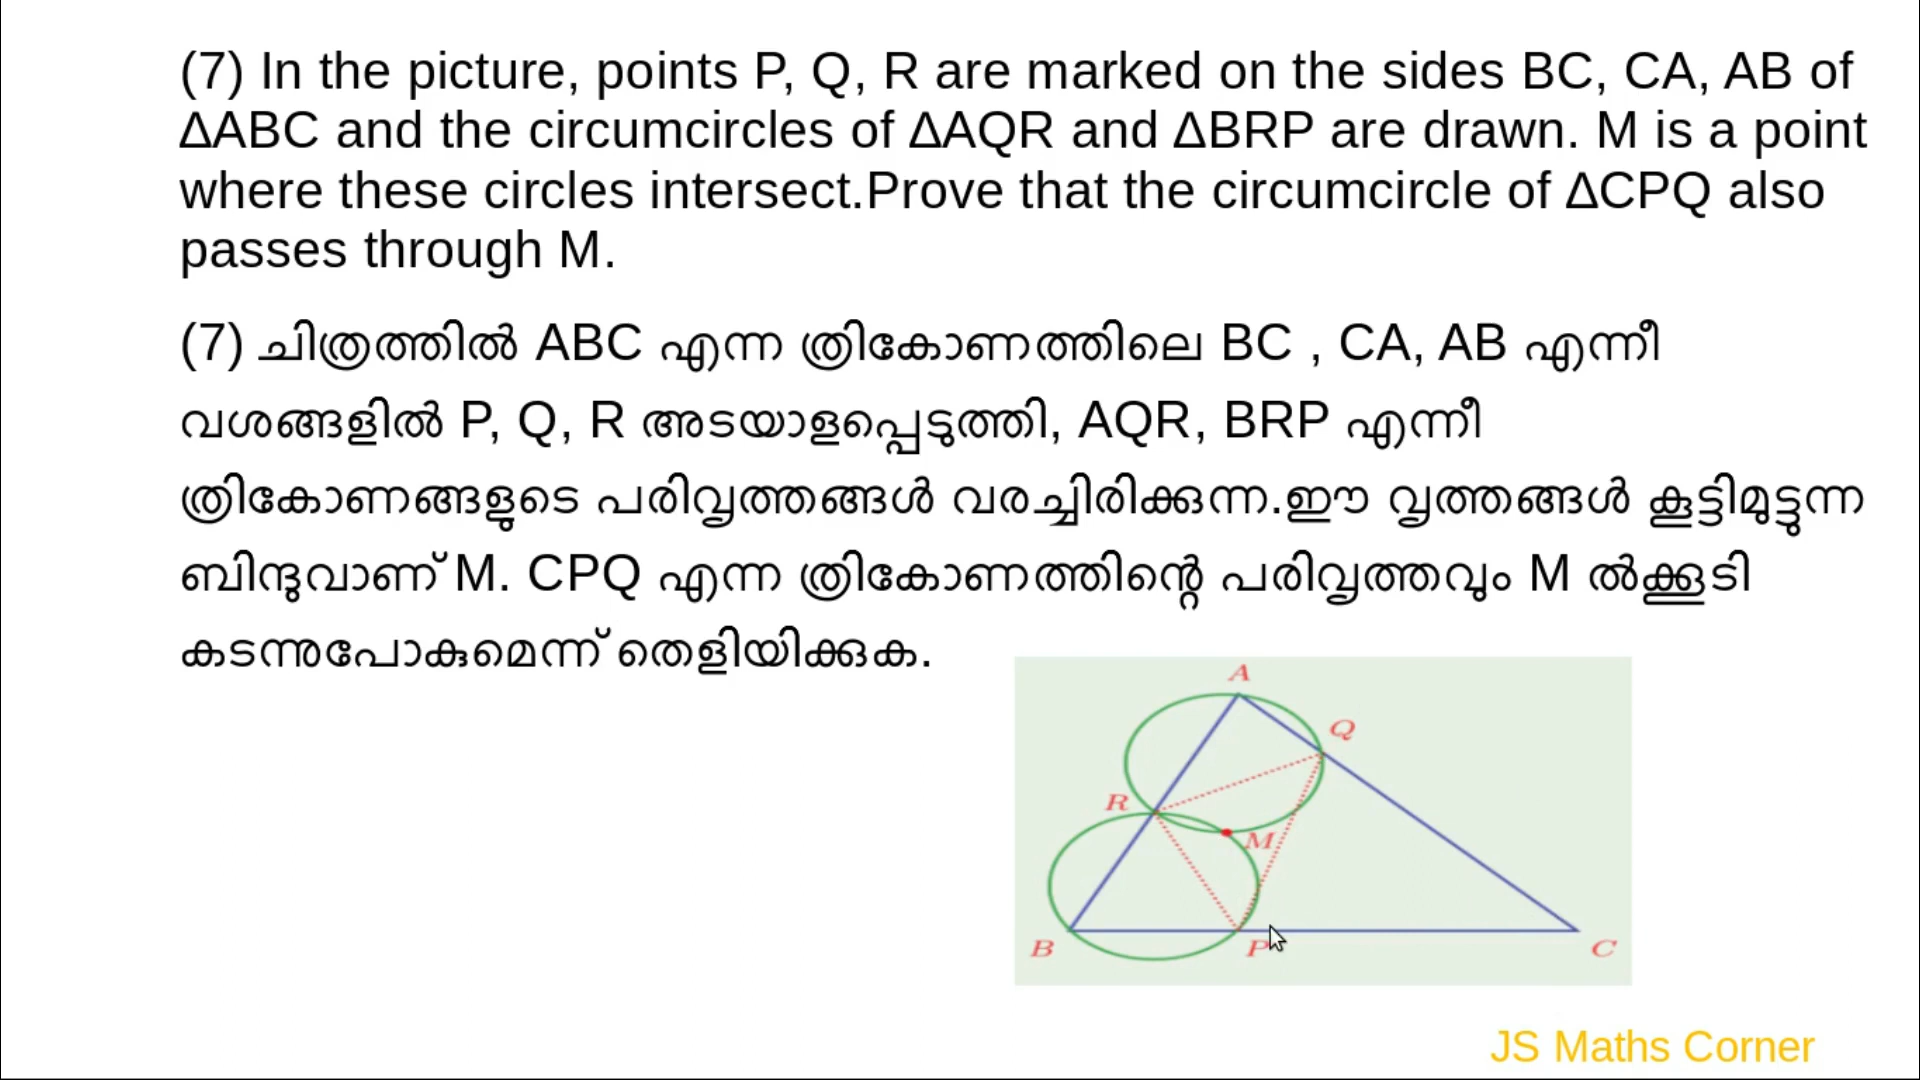 (7) In the picture, points P, Q, R are marked on the sides BC, CA, AB of
ΔABC and the circumcircles of ΔAQR and ΔBRP are drawn. M is a point
where these circles intersect.Prove that the circumcircle of ΔCPQ also
passes through M.
(7) ചിത്രത്തിൽ ABC എന്ന ത്രികോണത്തിലെ BC , CA, AB എന്നീ
വശങ്ങളിൽ P, Q, R അടയാളപ്പെടുത്തി, AQR, BRP എന്നീ
ത്രികോണങ്ങളുടെ പരിവൃത്തങ്ങൾ വരച്ചിരിക്കുന്ന.ഈ വൃത്തങ്ങൾ കൂട്ടിമുട്ടുന്ന
ബിന്ദുവാണ് M. CPQ എന്ന ത്രികോണത്തിന്റെ പരിവൃത്തവും M ൽക്കൂടി
കടന്നുപോകുമെന്ന് തെളിയിക്കുക.
A
Q
R
M
B
P
C
JS Maths Corner